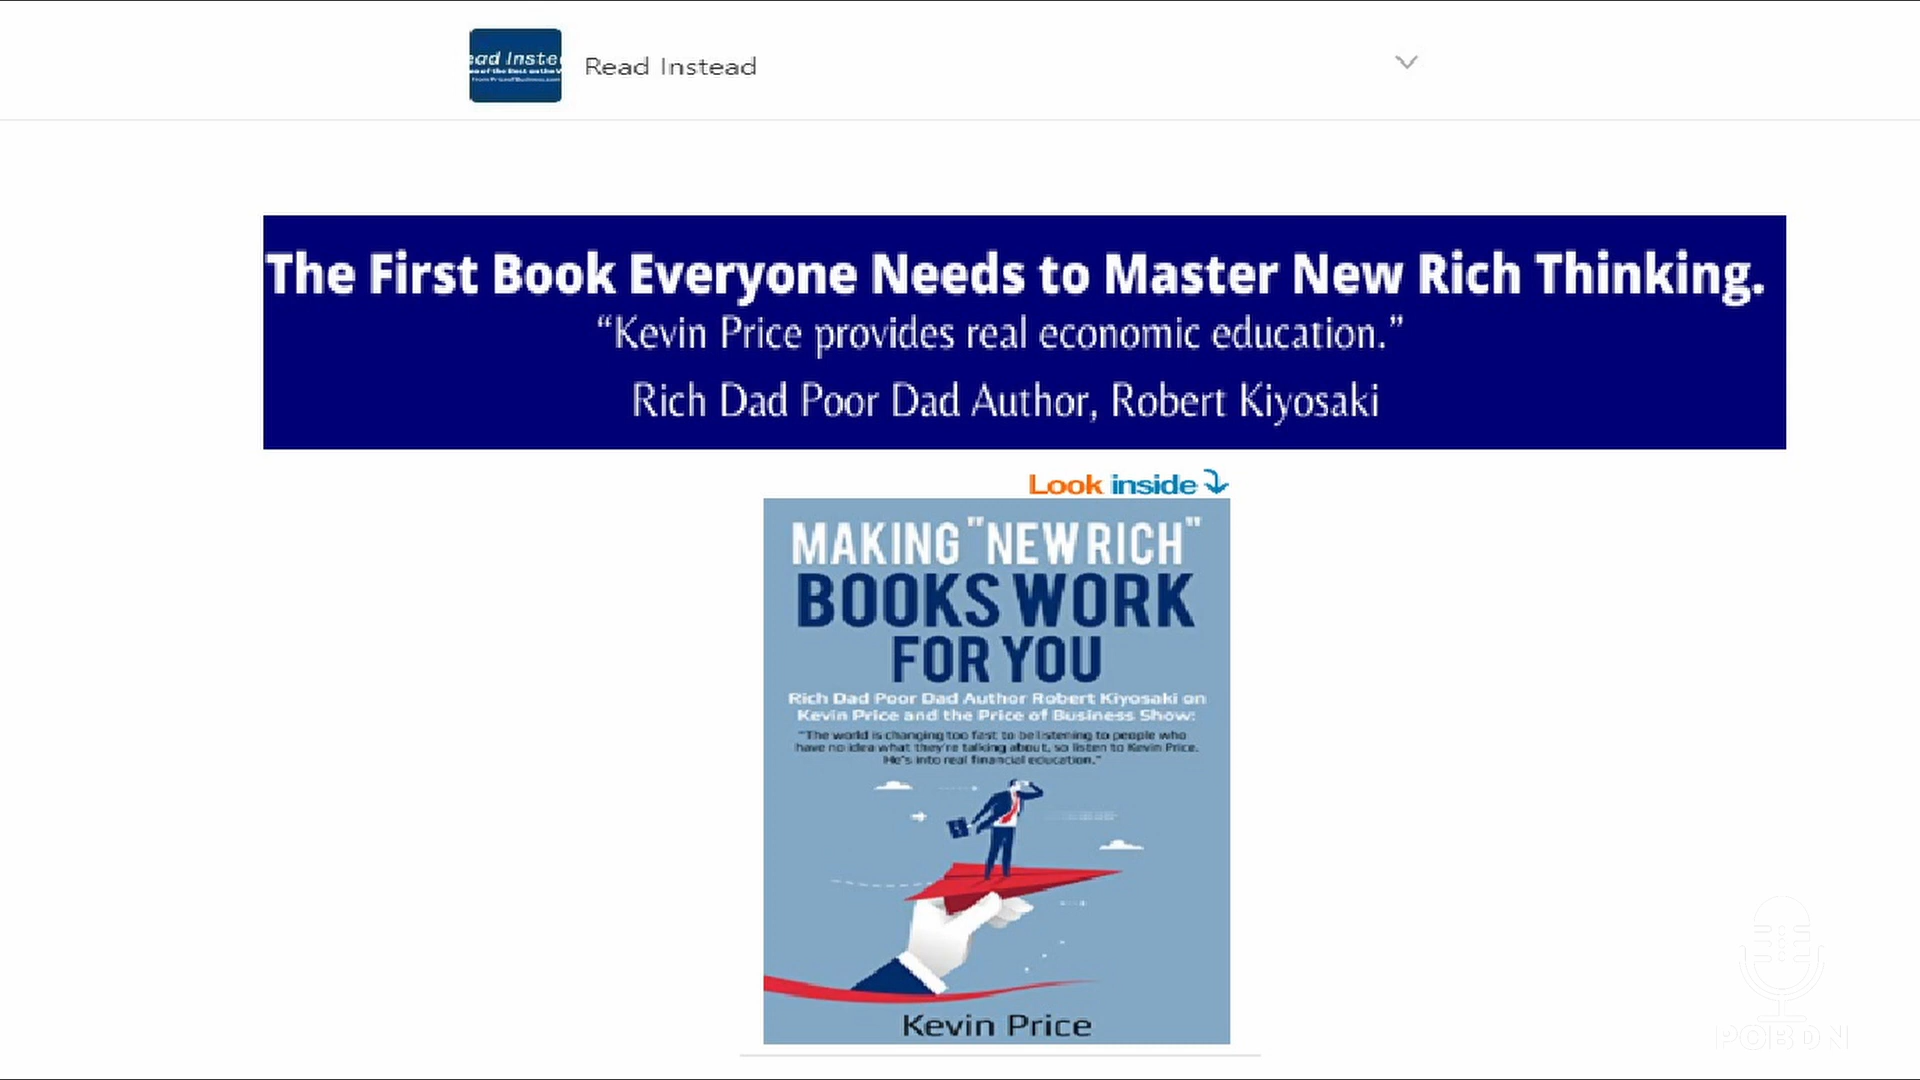 ead Inste
Read Instead
The First Book Everyone Needs to Master New Rich Thinking.
“Kevin Price provides real economic education.”
Rich Dad Poor Dad Author, Robert Kiyosaki
Look inside
MAKING "NEW RICH"
BOOKS WORK
FOR YOU
Rich Dad Poor Dad Author Robert Kiyosaki on
Kevin Price and the Price of Business Show:
"The world is changing too fast to be listening to people who
have no idea what they're talking about, so listen to Kevin Price.
He's into real financial education."
Kevin Price
POBDN